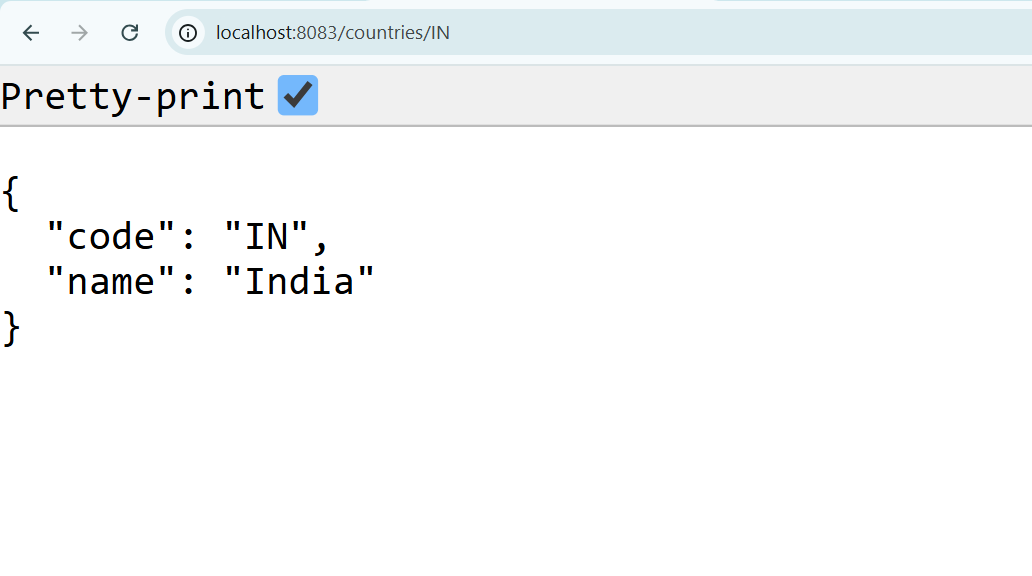 localhost:8083/countries/IN
Pretty-print
{
  "code": "IN",
  "name": "India"
}